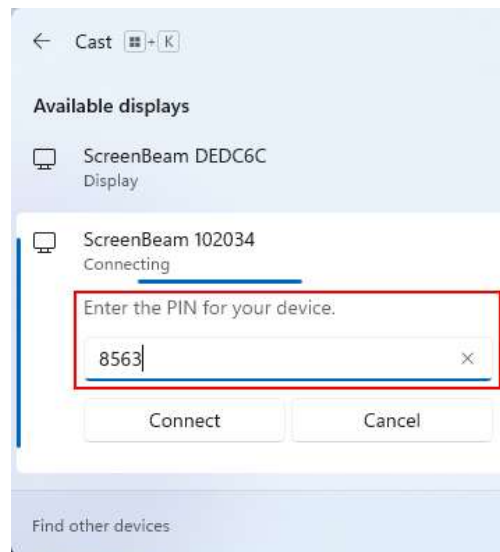 Cast + K
Available displays
ScreenBeam DEDC6C
Display
ScreenBeam 102034
Connecting
Enter the PIN for your device.
8563
Connect Cancel
Find other devices